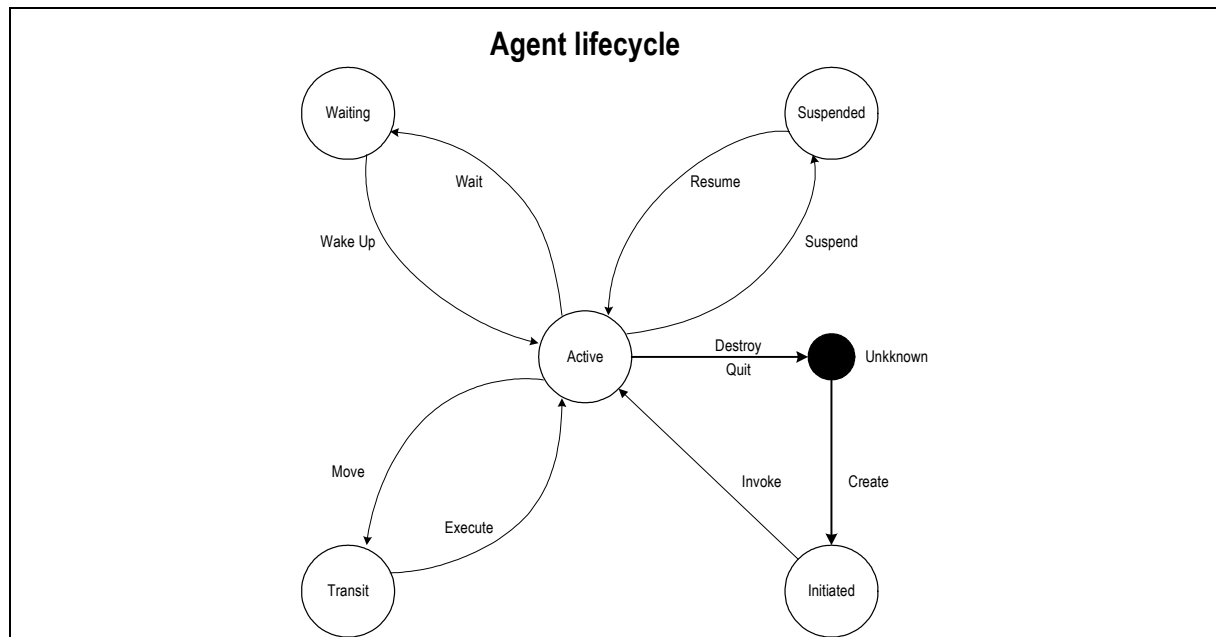 Agent lifecycle
Waiting
Suspended
Wait
Resume
Wake Up
Suspend
Active
Destroy
Quit
Unkknown
Move
Invoke
Create
Execute
Transit
Initiated